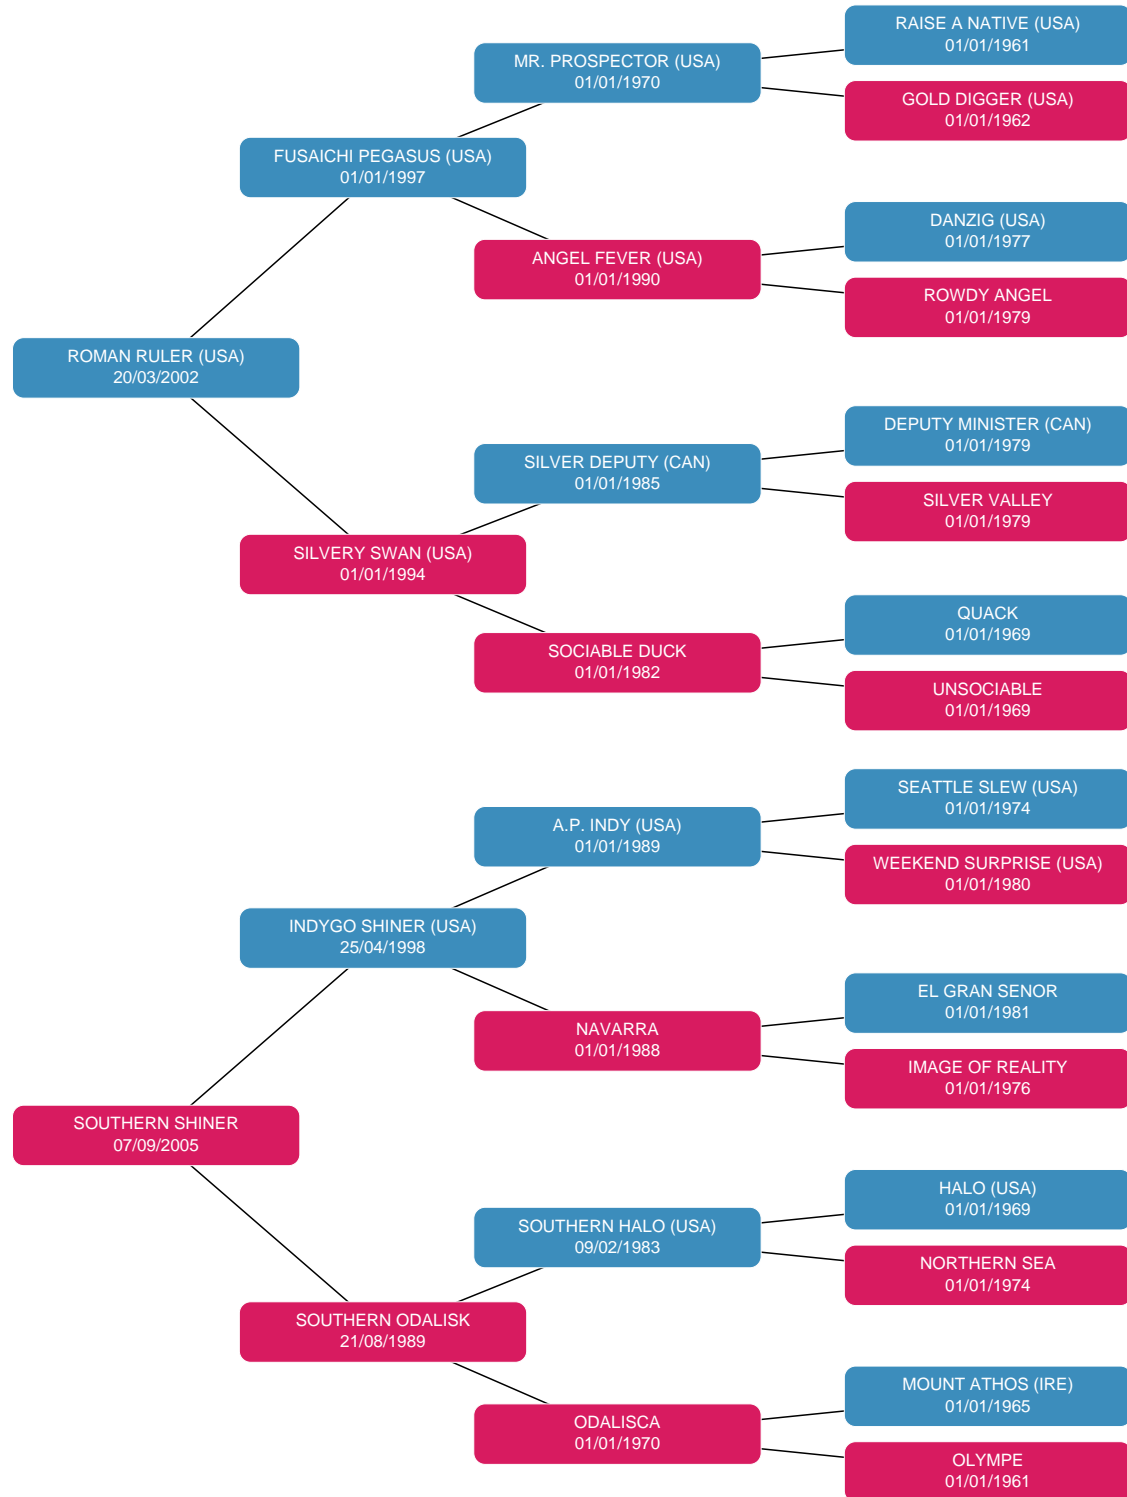 RAISE A NATIVE (USA)
01/01/1961
MR. PROSPECTOR (USA)
01/01/1970
GOLD DIGGER (USA)
01/01/1962
FUSAICHI PEGASUS (USA)
01/01/1997
DANZIG (USA)
01/01/1977
ANGEL FEVER (USA)
01/01/1990
ROWDY ANGEL
01/01/1979
ROMAN RULER (USA)
20/03/2002
DEPUTY MINISTER (CAN)
01/01/1979
SILVER DEPUTY (CAN)
01/01/1985
SILVER VALLEY
01/01/1979
SILVERY SWAN (USA)
01/01/1994
QUACK
01/01/1969
SOCIABLE DUCK
01/01/1982
UNSOCIABLE
01/01/1969
SEATTLE SLEW (USA)
01/01/1974
A.P. INDY (USA)
01/01/1989
WEEKEND SURPRISE (USA)
01/01/1980
INDYGO SHINER (USA)
25/04/1998
EL GRAN SENOR
01/01/1981
NAVARRA
01/01/1988
IMAGE OF REALITY
01/01/1976
SOUTHERN SHINER
07/09/2005
HALO (USA)
01/01/1969
SOUTHERN HALO (USA)
09/02/1983
NORTHERN SEA
01/01/1974
SOUTHERN ODALISK
21/08/1989
MOUNT ATHOS (IRE)
01/01/1965
ODALISCA
01/01/1970
OLYMPE
01/01/1961